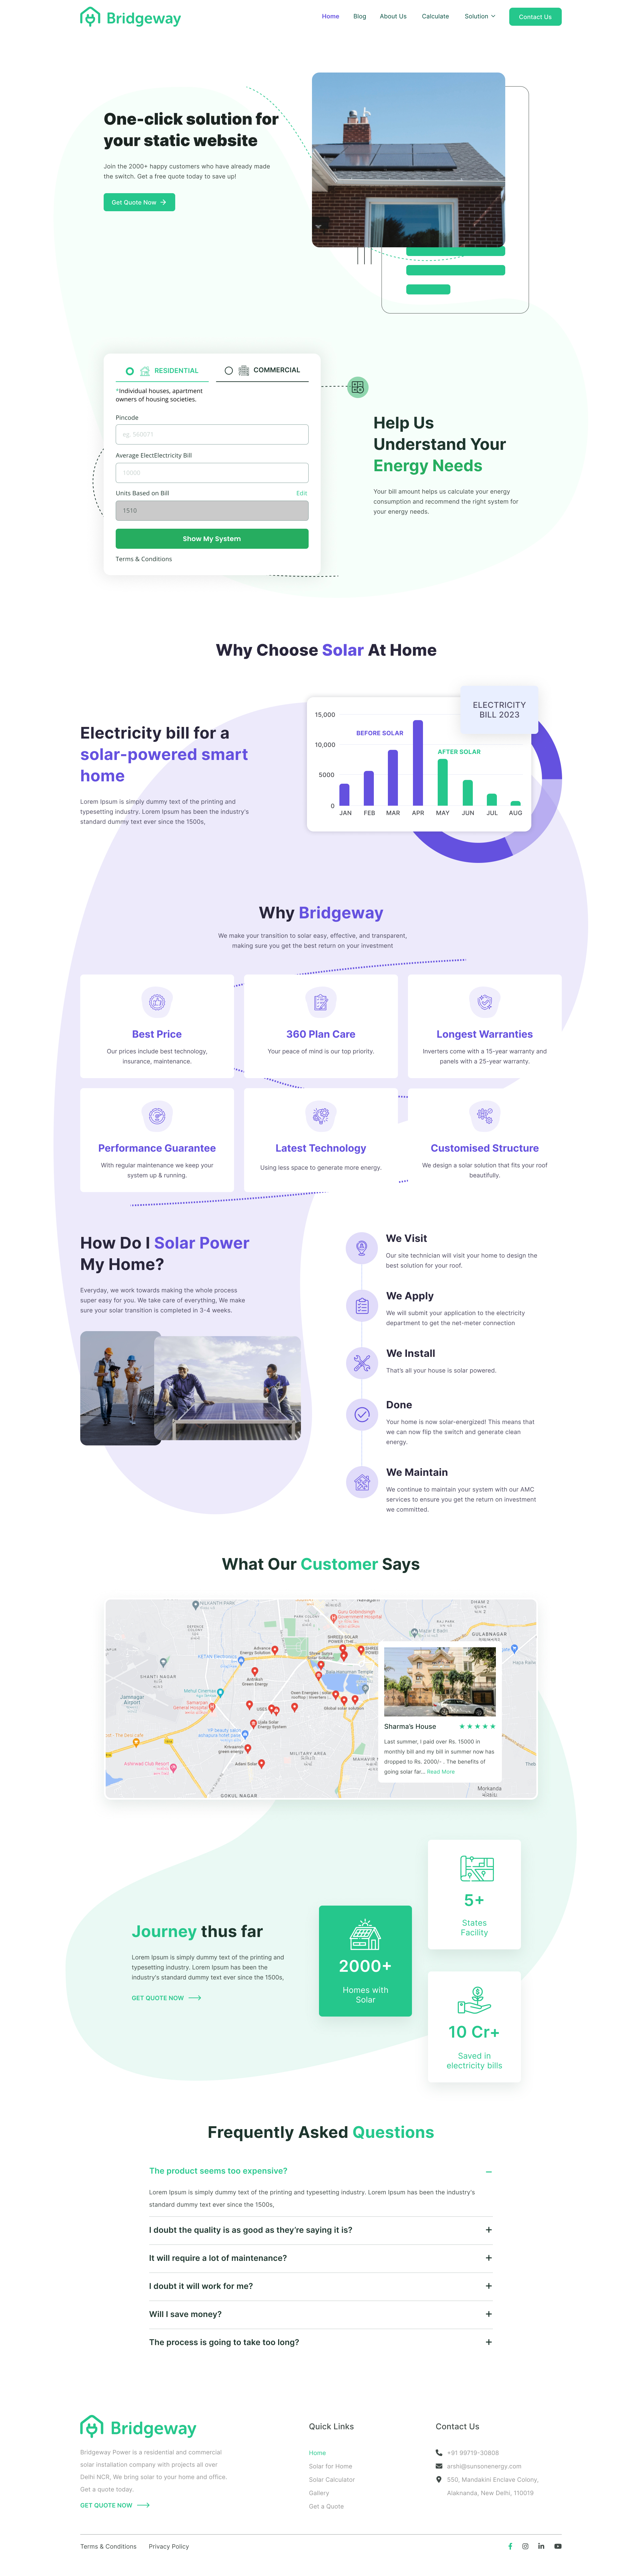 Bridgeway
Home Blog About Us Calculate Solution Contact Us
One-click solution for
your static website
Join the 2000+ happy customers who have already made
the switch. Get a free quote today to save up!
Get Quote Now
RESIDENTIAL COMMERCIAL
*Individual houses, apartment
owners of housing societies.
Pincode
eg. 560071
Average ElectElectricity Bill
10000
Units Based on Bill Edit
1510
Show My System
Terms & Conditions
Help Us
Understand Your
Energy Needs
Your bill amount helps us calculate your energy
consumption and recommend the right system for
your energy needs.
Why Choose Solar At Home
Electricity bill for a
solar-powered smart
home
Lorem Ipsum is simply dummy text of the printing and
typesetting industry. Lorem Ipsum has been the industry's
standard dummy text ever since the 1500s,
ELECTRICITY
BILL 2023
15,000
BEFORE SOLAR
10,000
AFTER SOLAR
5000
0
JAN FEB MAR APR MAY JUN JUL AUG
Why Bridgeway
We make your transition to solar easy, effective, and transparent,
making sure you get the best return on your investment
Best Price
Our prices include best technology,
insurance, maintenance.
360 Plan Care
Your peace of mind is our top priority.
Longest Warranties
Inverters come with a 15-year warranty and
panels with a 25-year warranty.
Performance Guarantee
With regular maintenance we keep your
system up & running.
Latest Technology
Using less space to generate more energy.
Customised Structure
We design a solar solution that fits your roof
beautifully.
How Do I Solar Power
My Home?
Everyday, we work towards making the whole process
super easy for you. We take care of everything, We make
sure your solar transition is completed in 3-4 weeks.
We Visit
Our site technician will visit your home to design the
best solution for your roof.
We Apply
We will submit your application to the electricity
department to get the net-meter connection
We Install
That's all your house is solar powered.
Done
Your home is now solar-energized! This means that
we can now flip the switch and generate clean
energy.
We Maintain
We continue to maintain your system with our AMC
services to ensure you get the return on investment
we committed.
What Our Customer Says
SHANTI NAGAR
Jamnagar
Airport
MILITARY AREA
GULABNAGAR
GOKUL NAGAR
Sharma's House
Last summer, I paid over Rs. 15000 in
monthly bill and my bill in summer now has
dropped to Rs. 2000/- . The benefits of
going solar far... Read More
Morkanda
Journey thus far
Lorem Ipsum is simply dummy text of the printing and
typesetting industry. Lorem Ipsum has been the
industry's standard dummy text ever since the 1500s,
GET QUOTE NOW
2000+
Homes with
Solar
5+
States
Facility
10 Cr+
Saved in
electricity bills
Frequently Asked Questions
The product seems too expensive?
Lorem Ipsum is simply dummy text of the printing and typesetting industry. Lorem Ipsum has been the industry's
standard dummy text ever since the 1500s,
I doubt the quality is as good as they're saying it is?
It will require a lot of maintenance?
I doubt it will work for me?
Will I save money?
The process is going to take too long?
Bridgeway
Bridgeway Power is a residential and commercial
solar installation company with projects all over
Delhi NCR, We bring solar to your home and office.
Get a quote today.
GET QUOTE NOW
Quick Links
Home
Solar for Home
Solar Calculator
Gallery
Get a Quote
Contact Us
+91 99719-30808
arshi@sunsonenergy.com
550, Mandakini Enclave Colony,
Alaknanda, New Delhi, 110019
Terms & Conditions Privacy Policy